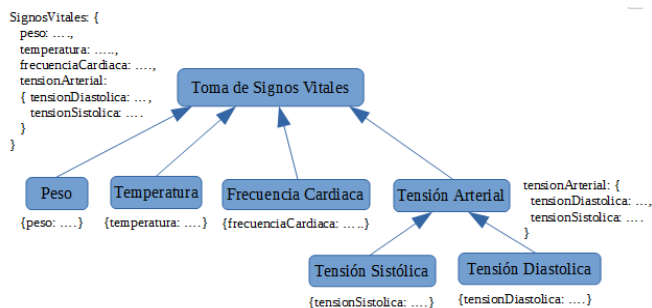 SignosVitales: {
peso: ....,
temperatura: .....,
frecuenciaCardiaca: ....,
tensionArterial:
{ tensionDiastolica: ...,
tensionSistolica: ....
}
}
Toma de Signos Vitales
Peso
Temperatura
Frecuencia Cardiaca
Tensión Arterial
tensionArterial: {
tensionDiastolica: ...,
tensionSistolica: ....
}
{peso: ....}
{temperatura: ....}
{frecuenciaCardiaca: .....}
Tensión Sistólica
Tensión Diastolica
{tensionSistolica: ....}
{tensionDiastolica: ....}